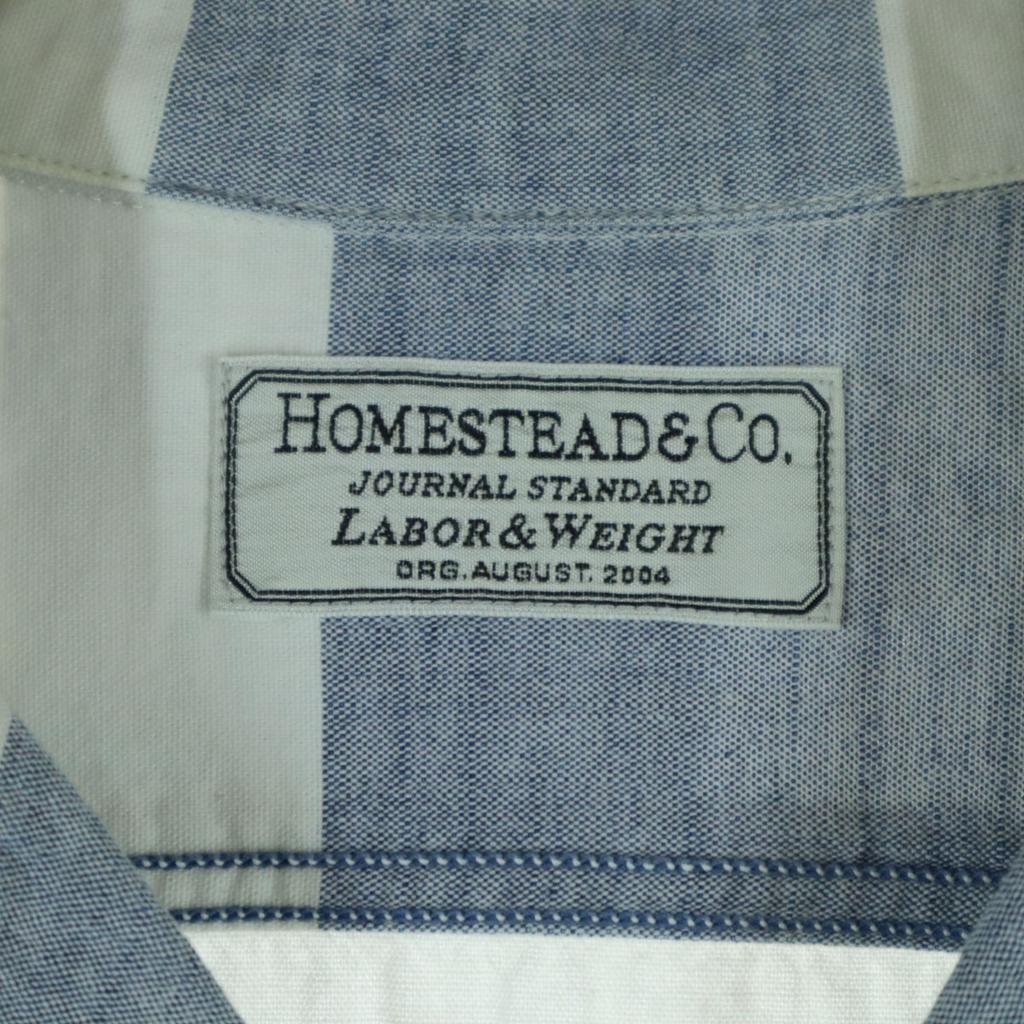 HOMESTEAD & CO.
JOURNAL STANDARD
LABOR & WEIGHT
ORG. AUGUST. 2004